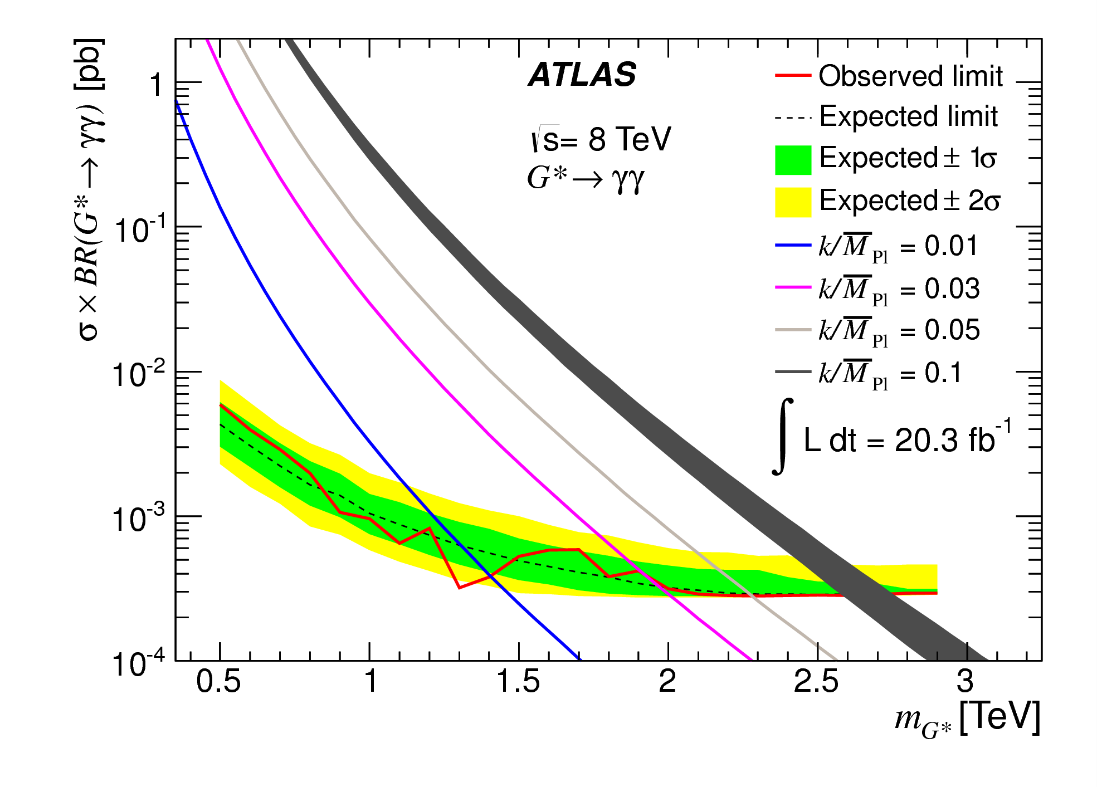 σ × BR(G* → γγ) [pb]
1
10⁻¹
10⁻²
10⁻³
10⁻⁴
ATLAS
√s= 8 TeV
G* → γγ
Observed limit
Expected limit
Expected ± 1σ
Expected ± 2σ
k/M̅ Pl = 0.01
k/M̅ Pl = 0.03
k/M̅ Pl = 0.05
k/M̅ Pl = 0.1
∫ L dt = 20.3 fb⁻¹
0.5 1 1.5 2 2.5 3
m_G* [TeV]